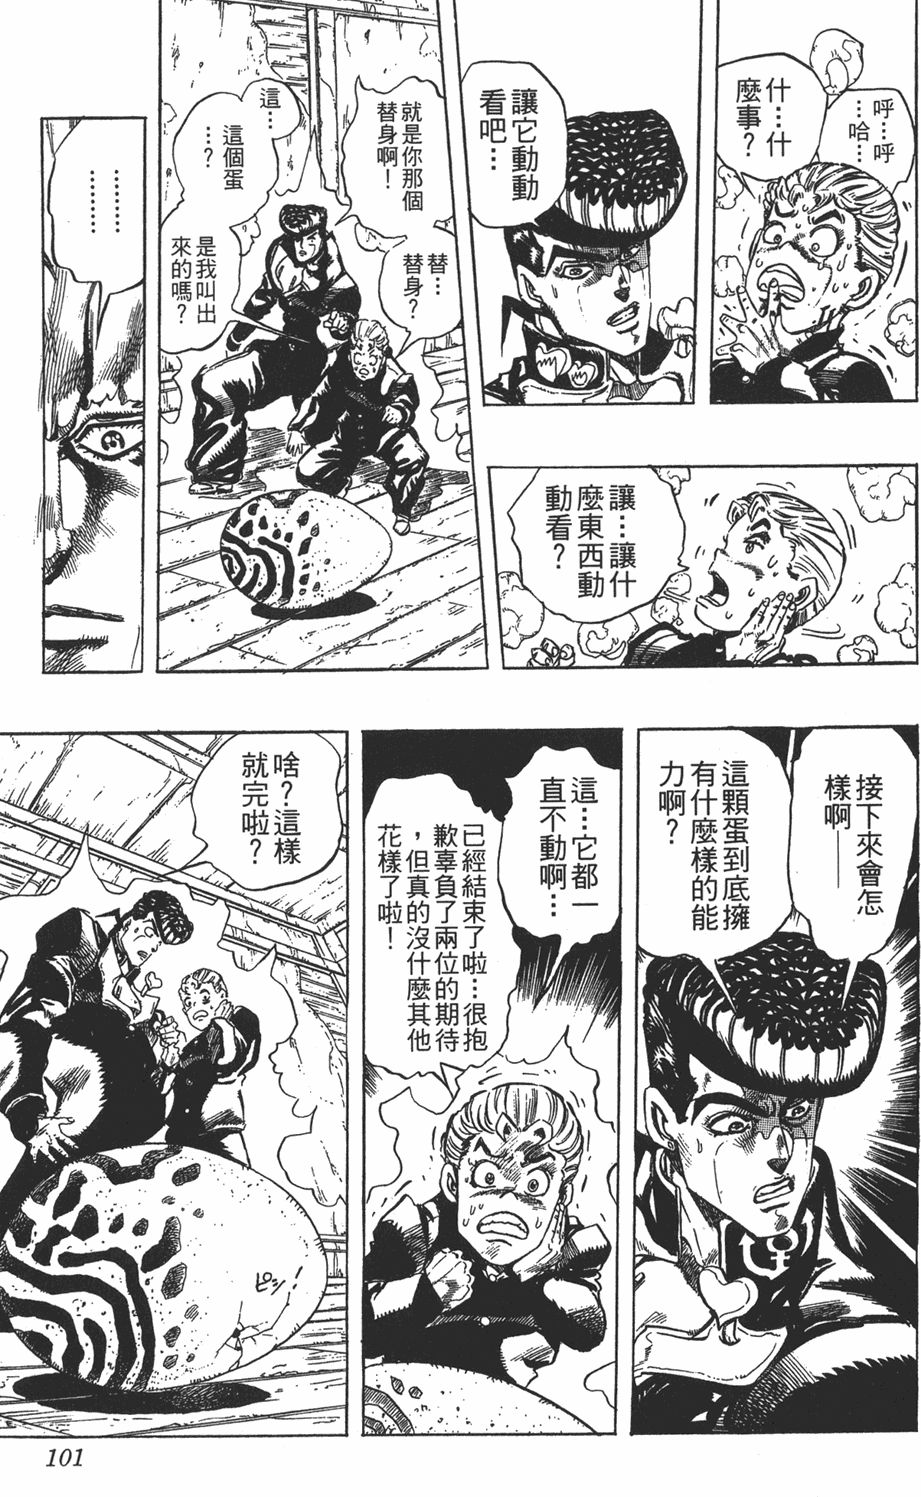 呼…呼
…哈…
什…什
麼事？
讓它動動
看吧…
讓…讓什
麼東西動
動看？
就是你那個
替身啊！
替…
替身？
這…
這個蛋
…？
是我叫出
來的嗎？
………
………
接下來會怎
樣啊——
這顆蛋到底擁
有什麼樣的能
力啊？
這…它都一
直不動啊…
已經結束了啦…很抱
歉辜負了兩位的期待
，但真的沒什麼其他
花樣了啦！
啥？這樣
就完啦？
ピシ！
101